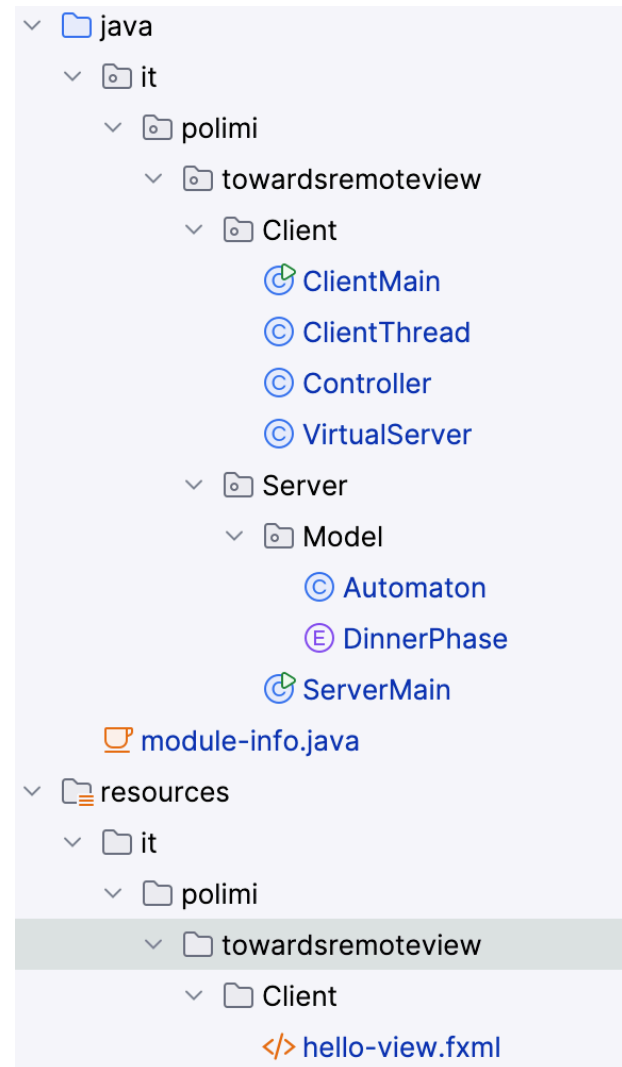 java
it
polimi
towardsremoteview
Client
C ClientMain
C ClientThread
C Controller
C VirtualServer
Server
Model
C Automaton
E DinnerPhase
C ServerMain
module-info.java
resources
it
polimi
towardsremoteview
Client
</> hello-view.fxml